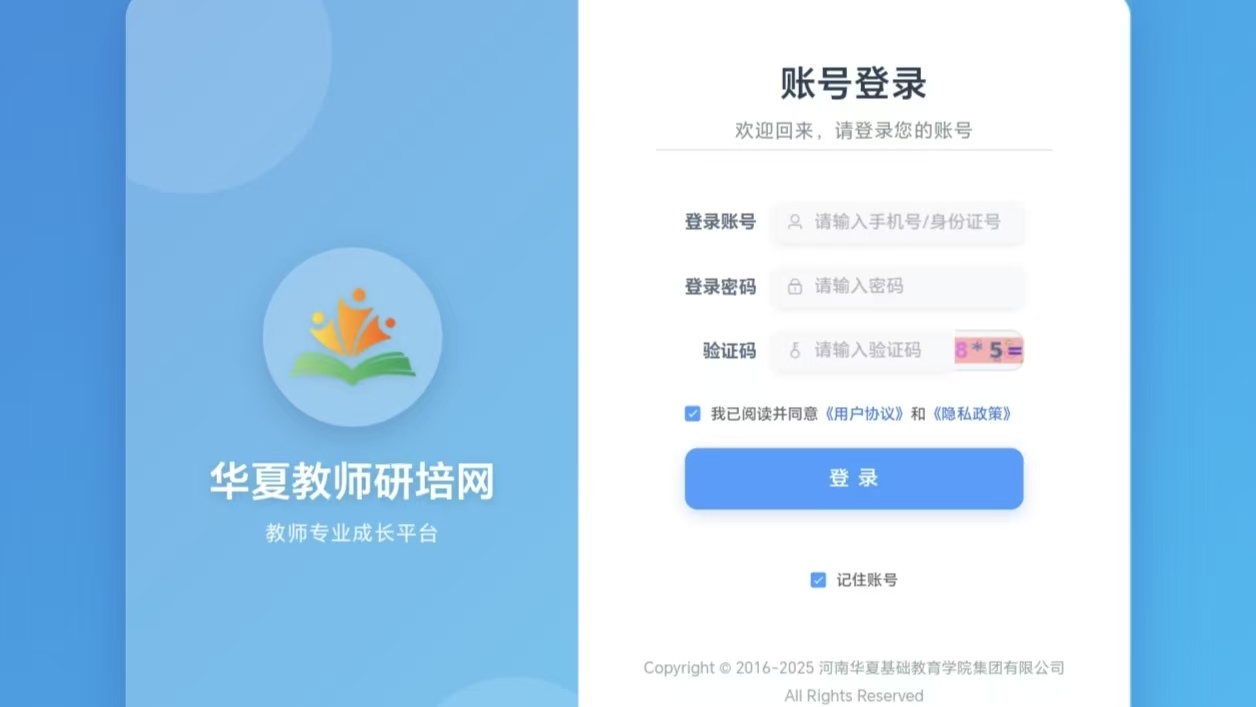 华夏教师研培网
教师专业成长平台
账号登录
欢迎回来，请登录您的账号
登录账号 请输入手机号/身份证号
登录密码 请输入密码
验证码 请输入验证码 8*5=
我已阅读并同意《用户协议》和《隐私政策》
登 录
记住账号
Copyright © 2016-2025 河南华夏基础教育学院集团有限公司
All Rights Reserved